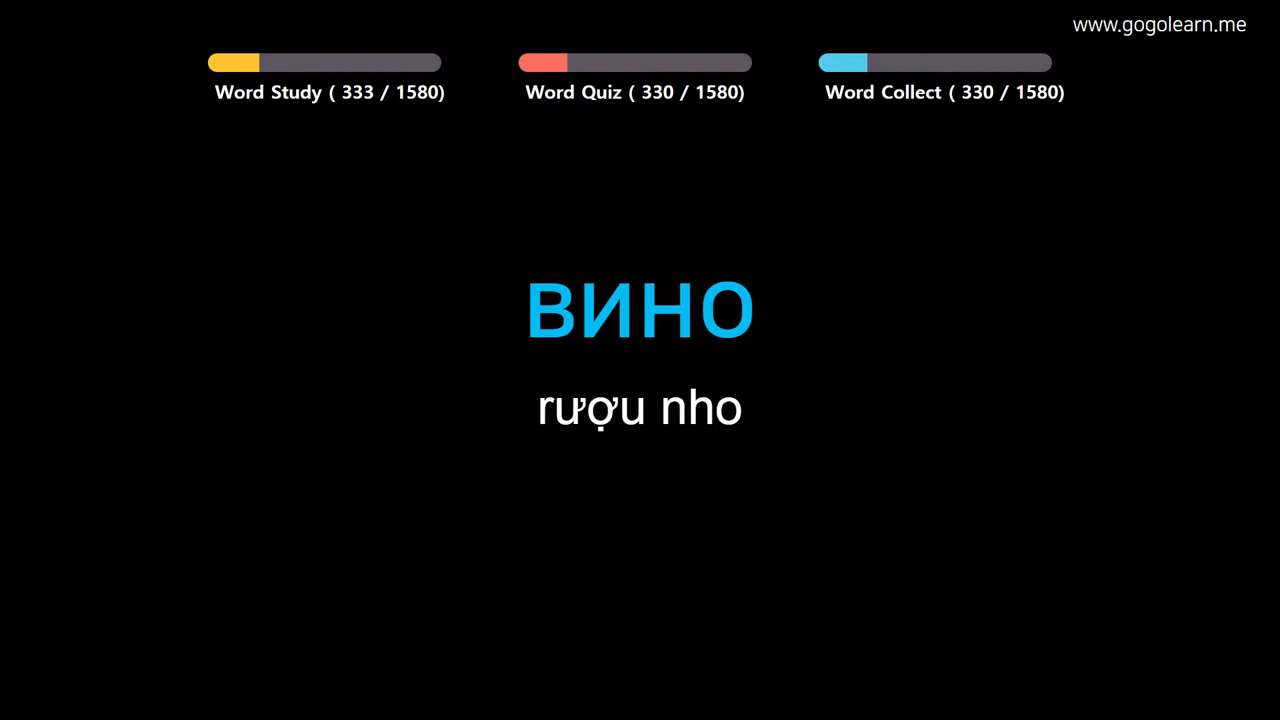 www.gogolearn.me
Word Study ( 333 / 1580)
Word Quiz ( 330 / 1580)
Word Collect ( 330 / 1580)
вино
rượu nho